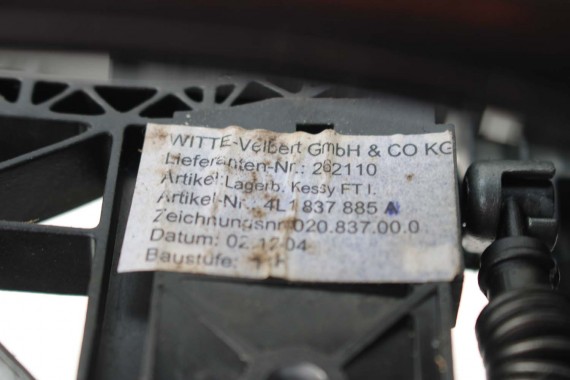 WITTE-Velbert GmbH & CO KG
Lieferanten-Nr.: 262110
Artikel: Lagerb. Kessy FT l.
Artikel-Nr.: 4L1 837 885 A
Zeichnungsnr. 020.837.00.0
Datum: 02.12.04
Baustufe: